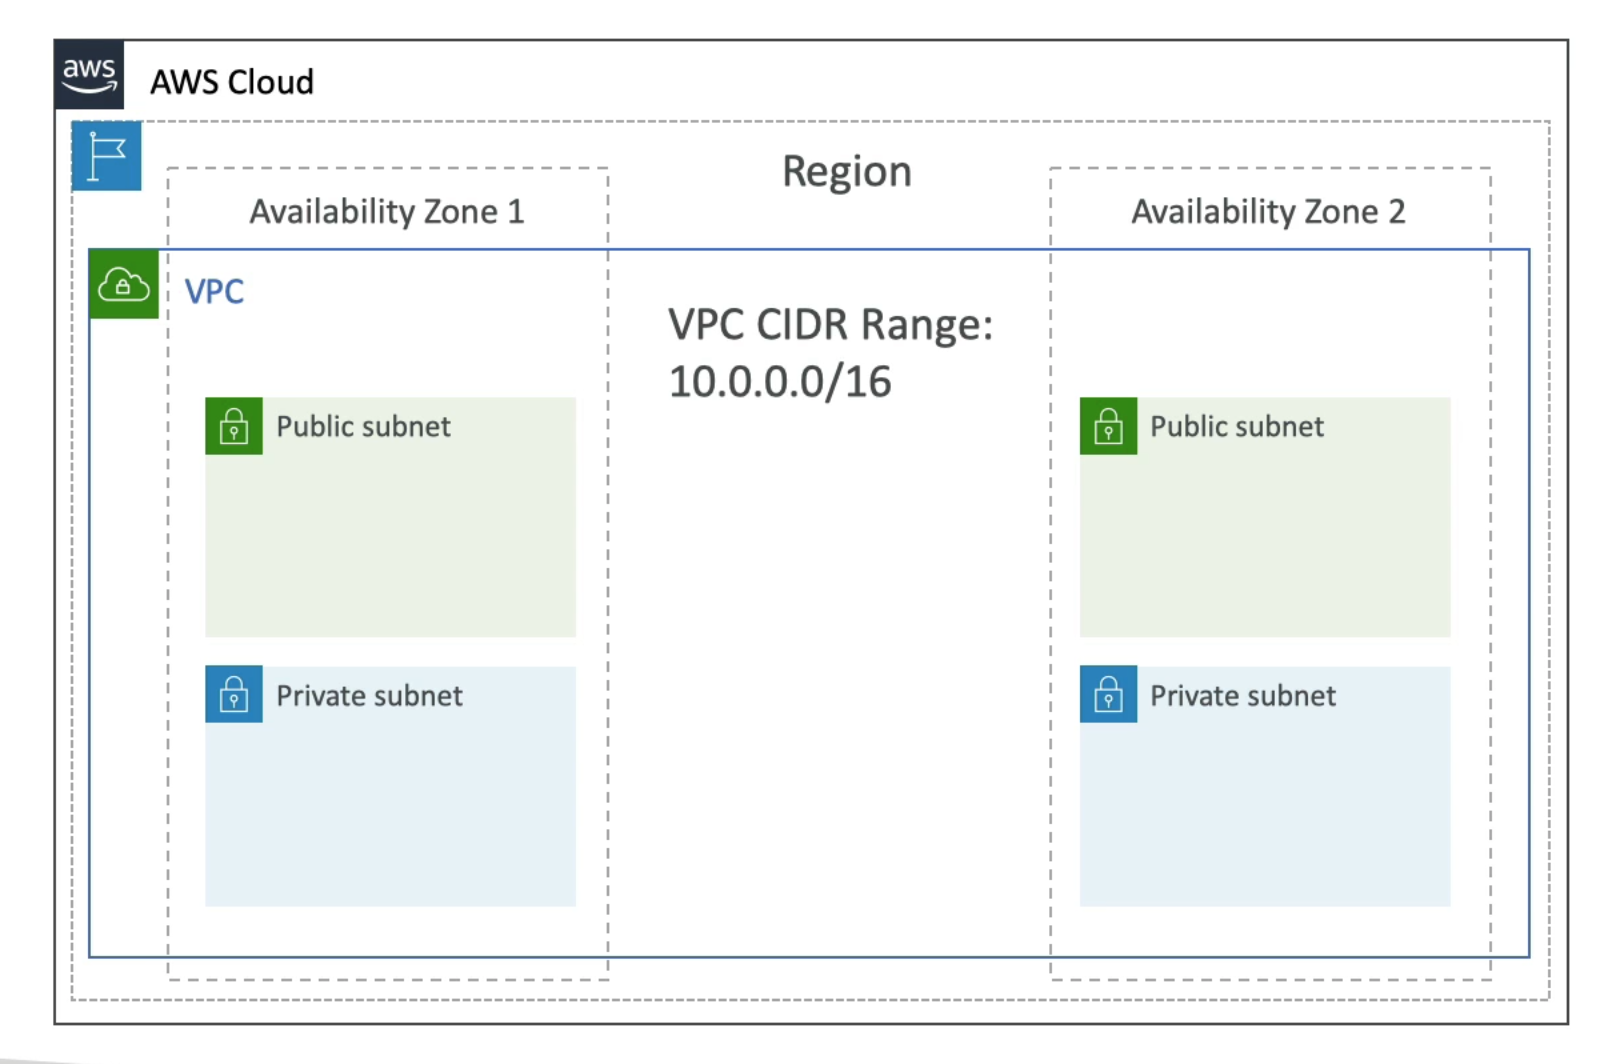 aws
AWS Cloud
Region
Availability Zone 1
Availability Zone 2
VPC
VPC CIDR Range:
10.0.0.0/16
Public subnet
Public subnet
Private subnet
Private subnet